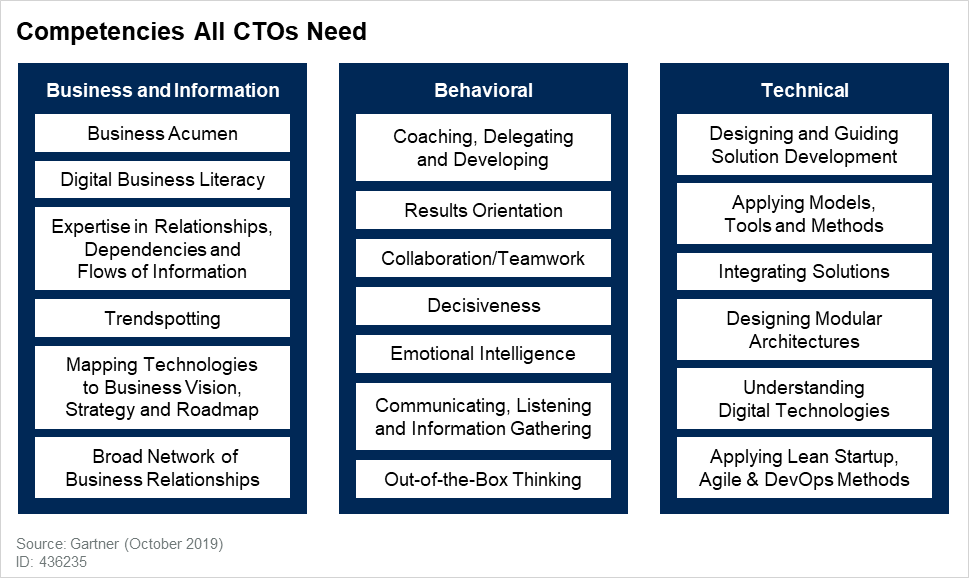 Competencies All CTOs Need
Business and Information
Business Acumen
Digital Business Literacy
Expertise in Relationships,
Dependencies and
Flows of Information
Trendspotting
Mapping Technologies
to Business Vision,
Strategy and Roadmap
Broad Network of
Business Relationships
Behavioral
Coaching, Delegating
and Developing
Results Orientation
Collaboration/Teamwork
Decisiveness
Emotional Intelligence
Communicating, Listening
and Information Gathering
Out-of-the-Box Thinking
Technical
Designing and Guiding
Solution Development
Applying Models,
Tools and Methods
Integrating Solutions
Designing Modular
Architectures
Understanding
Digital Technologies
Applying Lean Startup,
Agile & DevOps Methods
Source: Gartner (October 2019)
ID: 436235